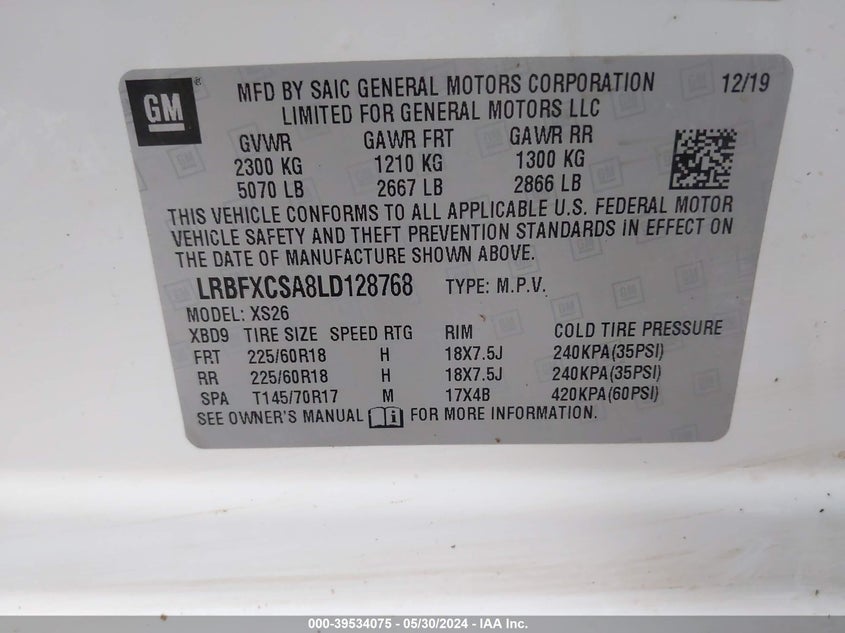 GM ® MFD BY SAIC GENERAL MOTORS CORPORATION 12/19
LIMITED FOR GENERAL MOTORS LLC
GVWR GAWR FRT GAWR RR
2300 KG 1210 KG 1300 KG
5070 LB 2667 LB 2866 LB
THIS VEHICLE CONFORMS TO ALL APPLICABLE U.S. FEDERAL MOTOR
VEHICLE SAFETY AND THEFT PREVENTION STANDARDS IN EFFECT ON
THE DATE OF MANUFACTURE SHOWN ABOVE.
LRBFXCSA8LD128768 TYPE: M.P.V.
MODEL: XS26
XBD9 TIRE SIZE SPEED RTG RIM COLD TIRE PRESSURE
FRT 225/60R18 H 18X7.5J 240KPA(35PSI)
RR 225/60R18 H 18X7.5J 240KPA(35PSI)
SPA T145/70R17 M 17X4B 420KPA(60PSI)
SEE OWNER'S MANUAL FOR MORE INFORMATION.
000-39534075 - 05/30/2024 - IAA Inc.